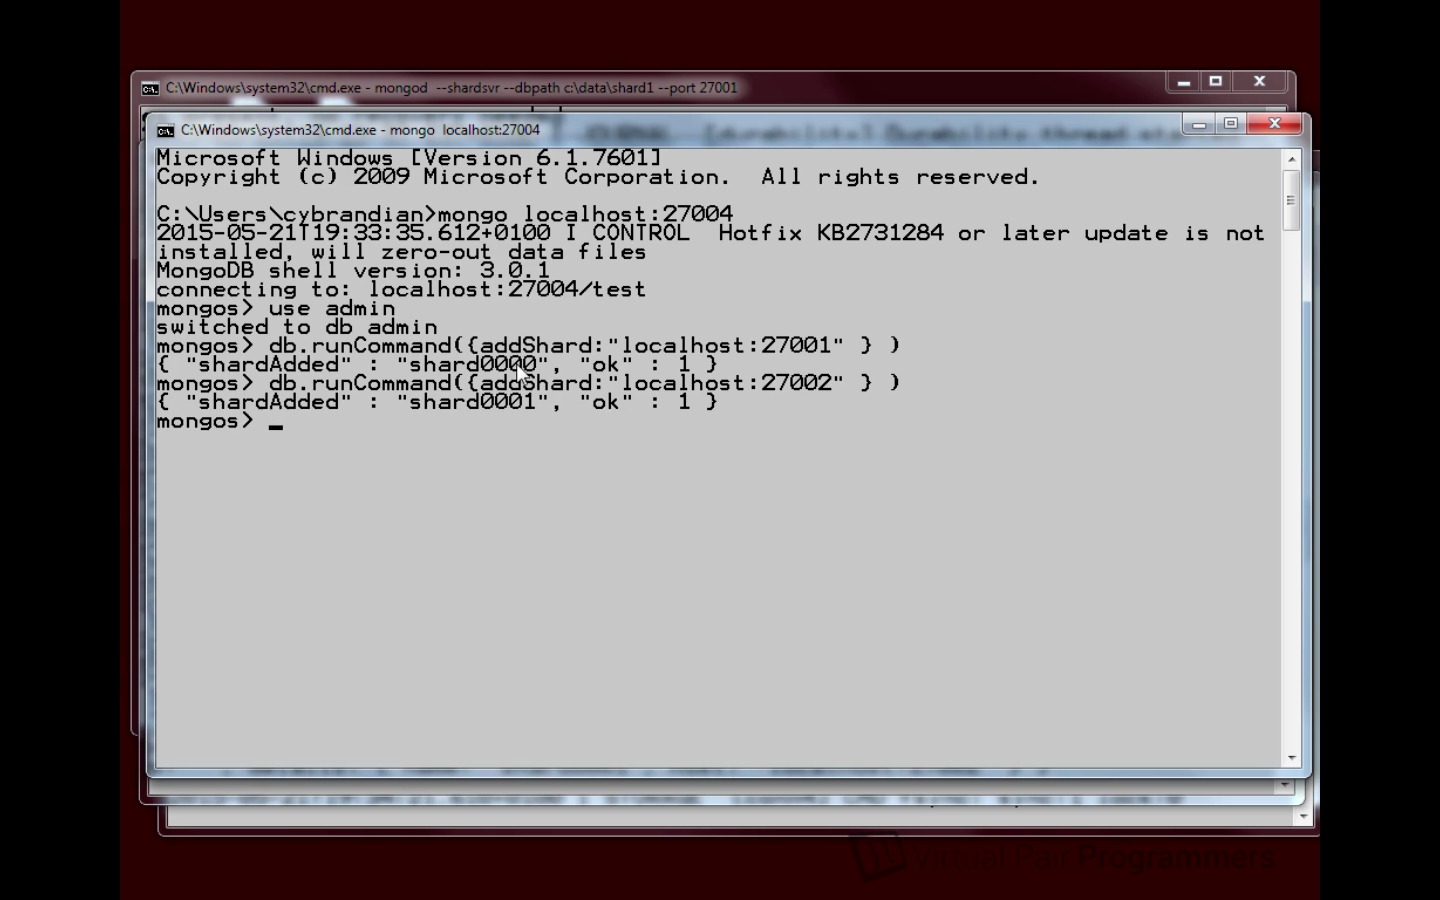 C:\Windows\system32\cmd.exe - mongod --shardsvr --dbpath c:\data\shard1 --port 27001
C:\Windows\system32\cmd.exe - mongo localhost:27004
Microsoft Windows [Version 6.1.7601]
Copyright (c) 2009 Microsoft Corporation. All rights reserved.
C:\Users\cybrandian>mongo localhost:27004
2015-05-21T19:33:35.612+0100 I CONTROL Hotfix KB2731284 or later update is not
installed, will zero-out data files
MongoDB shell version: 3.0.1
connecting to: localhost:27004/test
mongos> use admin
switched to db admin
mongos> db.runCommand({addShard:"localhost:27001" } )
{ "shardAdded" : "shard0000", "ok" : 1 }
mongos> db.runCommand({addShard:"localhost:27002" } )
{ "shardAdded" : "shard0001", "ok" : 1 }
mongos> _
Virtual Pair Programmers